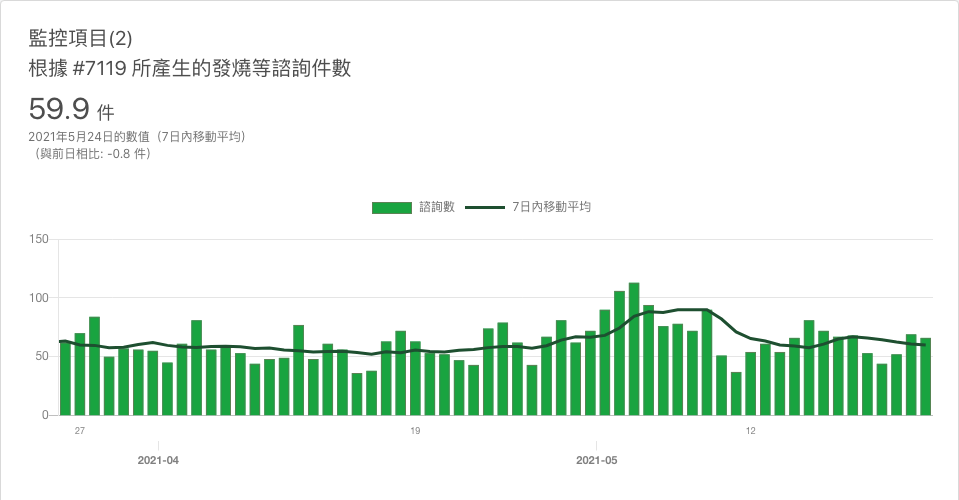 監控項目(2)
根據 #7119 所產生的發燒等諮詢件數
59.9 件
2021年5月24日的數值（7日內移動平均）
（與前日相比: -0.8 件）
諮詢數 7日內移動平均
150
100
50
0
27 19 12
2021-04 2021-05